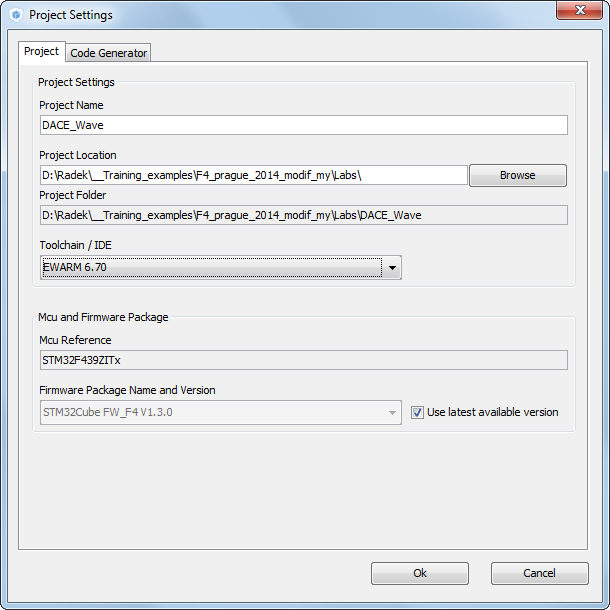 Project Settings
Project
Code Generator
Project Settings
Project Name
DACE_Wave
Project Location
D:\Radek\__Training_examples\F4_prague_2014_modif_my\Labs\
Browse
Project Folder
D:\Radek\__Training_examples\F4_prague_2014_modif_my\Labs\DACE_Wave
Toolchain / IDE
EWARM 6.70
Mcu and Firmware Package
Mcu Reference
STM32F439ZITx
Firmware Package Name and Version
STM32Cube FW_F4 V1.3.0
Use latest available version
Ok
Cancel